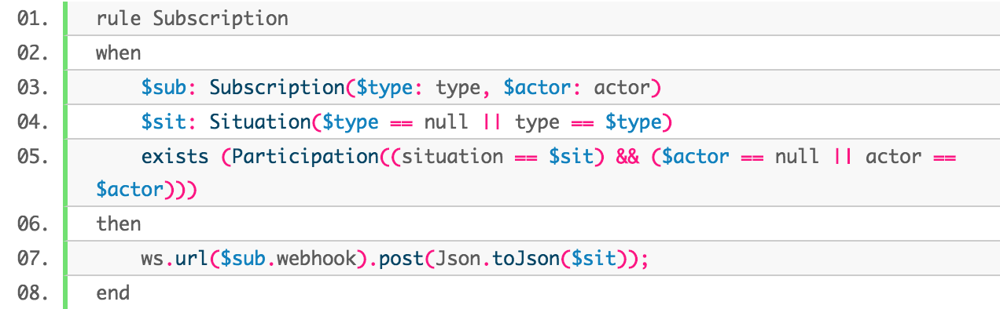 01. rule Subscription
02. when
03. $sub: Subscription($type: type, $actor: actor)
04. $sit: Situation($type == null || type == $type)
05. exists (Participation((situation == $sit) && ($actor == null || actor ==
$actor)))
06. then
07. ws.url($sub.webhook).post(Json.toJson($sit));
08. end